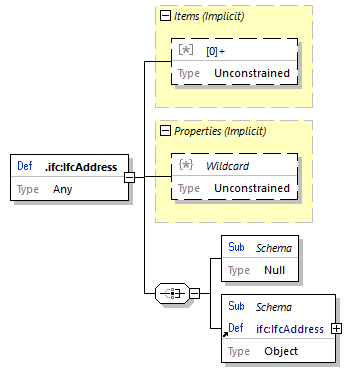 Items (Implicit)
[*] [0]+
Type Unconstrained
Properties (Implicit)
{*} Wildcard
Type Unconstrained
Def .ifc:IfcAddress
Type Any
Sub Schema
Type Null
Sub Schema
Def ifc:IfcAddress
Type Object